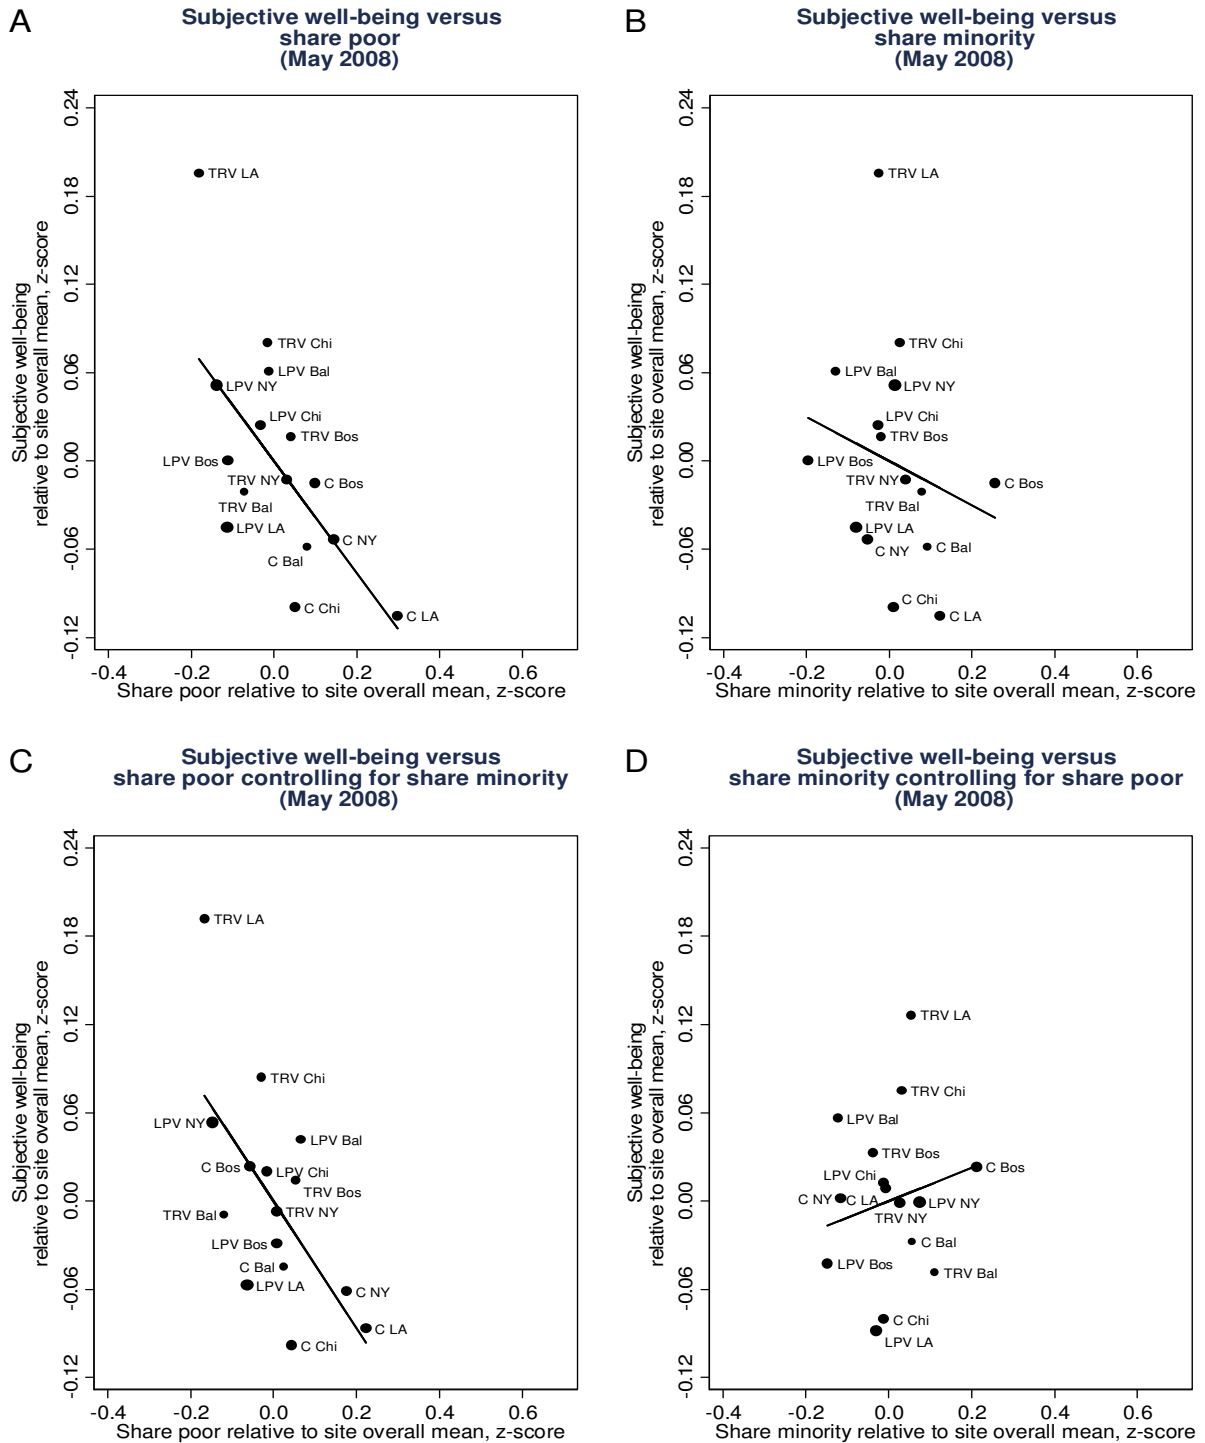 A
Subjective well-being versus
share poor
(May 2008)
Subjective well-being
relative to site overall mean, z-score
0.24
0.18
0.12
0.06
0.00
-0.06
-0.12
TRV LA
TRV Chi
LPV Bal
LPV NY
LPV Chi
TRV Bos
LPV Bos
TRV NY
C Bos
TRV Bal
LPV LA
C NY
C Bal
C Chi
C LA
-0.4 -0.2 0.0 0.2 0.4 0.6
Share poor relative to site overall mean, z-score
B
Subjective well-being versus
share minority
(May 2008)
Subjective well-being
relative to site overall mean, z-score
0.24
0.18
0.12
0.06
0.00
-0.06
-0.12
TRV LA
TRV Chi
LPV Bal
LPV NY
LPV Chi
TRV Bos
LPV Bos
TRV NY
C Bos
TRV Bal
LPV LA
C NY
C Bal
C Chi
C LA
-0.4 -0.2 0.0 0.2 0.4 0.6
Share minority relative to site overall mean, z-score
C
Subjective well-being versus
share poor controlling for share minority
(May 2008)
Subjective well-being
relative to site overall mean, z-score
0.24
0.18
0.12
0.06
0.00
-0.06
-0.12
TRV LA
TRV Chi
LPV NY
LPV Bal
C Bos
LPV Chi
TRV Bos
TRV Bal
TRV NY
LPV Bos
C Bal
LPV LA
C NY
C LA
C Chi
-0.4 -0.2 0.0 0.2 0.4 0.6
Share poor relative to site overall mean, z-score
D
Subjective well-being versus
share minority controlling for share poor
(May 2008)
Subjective well-being
relative to site overall mean, z-score
0.24
0.18
0.12
0.06
0.00
-0.06
-0.12
TRV LA
TRV Chi
LPV Bal
TRV Bos
C Bos
LPV Chi
C NY
C LA
LPV NY
TRV NY
C Bal
LPV Bos
TRV Bal
C Chi
LPV LA
-0.4 -0.2 0.0 0.2 0.4 0.6
Share minority relative to site overall mean, z-score